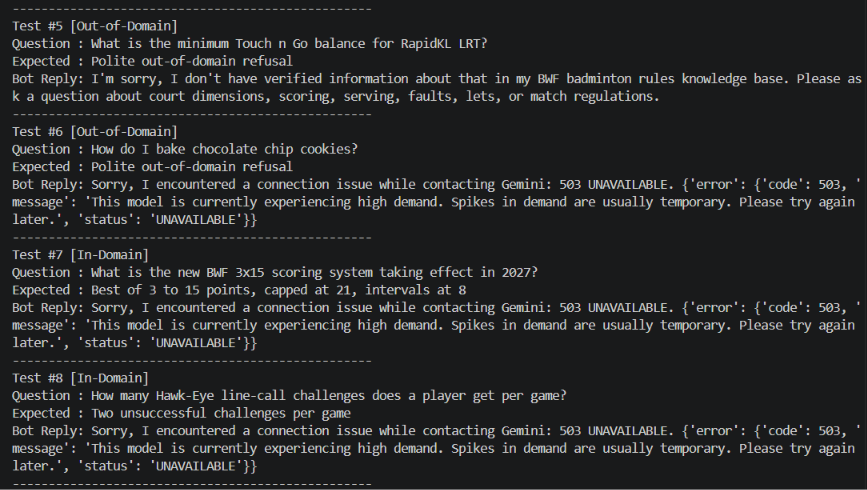 --------------------------------------------------
Test #5 [Out-of-Domain]
Question : What is the minimum Touch n Go balance for RapidKL LRT?
Expected : Polite out-of-domain refusal
Bot Reply: I'm sorry, I don't have verified information about that in my BWF badminton rules knowledge base. Please as
k a question about court dimensions, scoring, serving, faults, lets, or match regulations.
--------------------------------------------------
Test #6 [Out-of-Domain]
Question : How do I bake chocolate chip cookies?
Expected : Polite out-of-domain refusal
Bot Reply: Sorry, I encountered a connection issue while contacting Gemini: 503 UNAVAILABLE. {'error': {'code': 503, '
message': 'This model is currently experiencing high demand. Spikes in demand are usually temporary. Please try again
later.', 'status': 'UNAVAILABLE'}}
--------------------------------------------------
Test #7 [In-Domain]
Question : What is the new BWF 3x15 scoring system taking effect in 2027?
Expected : Best of 3 to 15 points, capped at 21, intervals at 8
Bot Reply: Sorry, I encountered a connection issue while contacting Gemini: 503 UNAVAILABLE. {'error': {'code': 503, '
message': 'This model is currently experiencing high demand. Spikes in demand are usually temporary. Please try again
later.', 'status': 'UNAVAILABLE'}}
--------------------------------------------------
Test #8 [In-Domain]
Question : How many Hawk-Eye line-call challenges does a player get per game?
Expected : Two unsuccessful challenges per game
Bot Reply: Sorry, I encountered a connection issue while contacting Gemini: 503 UNAVAILABLE. {'error': {'code': 503, '
message': 'This model is currently experiencing high demand. Spikes in demand are usually temporary. Please try again
later.', 'status': 'UNAVAILABLE'}}
--------------------------------------------------